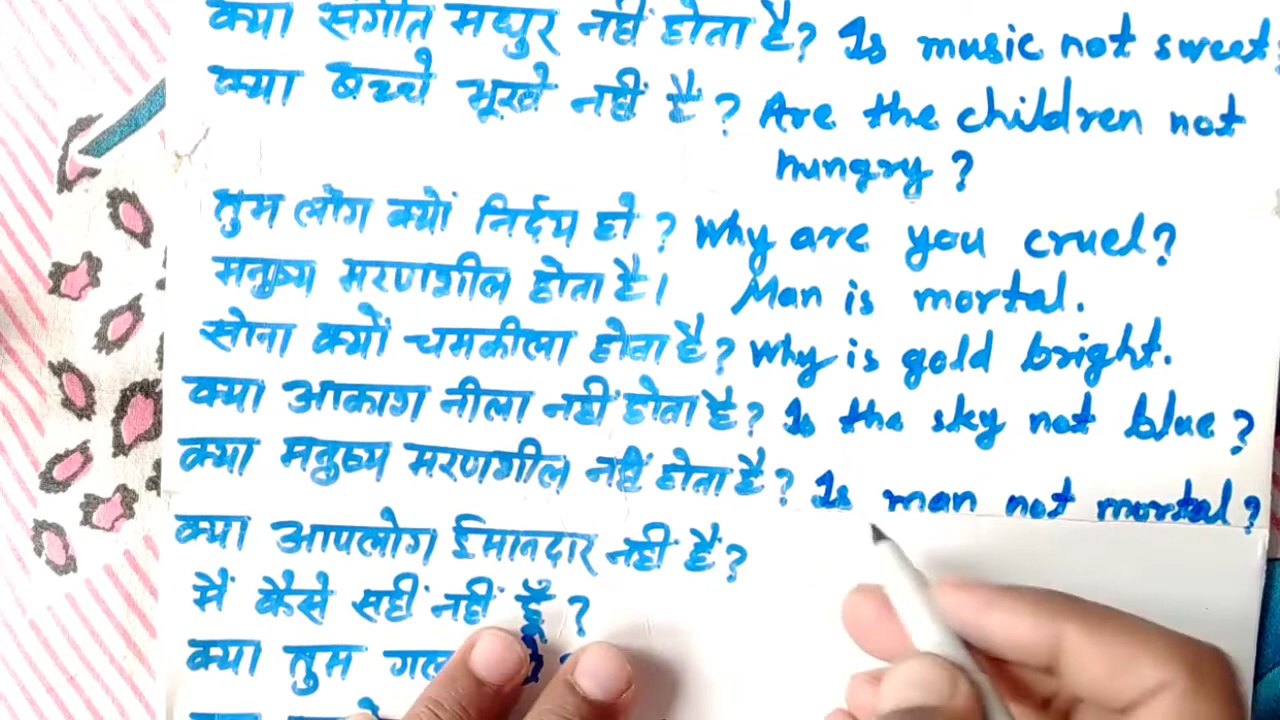 क्या संगीत मधुर नहीं होता है? Is music not sweet?
क्या बच्चे भूखे नहीं है? Are the children not
hungry?
तुम लोग क्यों निर्दय हो? Why are you cruel?
मनुष्य मरणशील होता है। Man is mortal.
सोना क्यों चमकीला होता है? Why is gold bright.
क्या आकाश नीला नहीं होता है? Is the sky not blue?
क्या मनुष्य मरणशील नहीं होता है? Is man not mortal?
क्या आपलोग ईमानदार नहीं हैं?
मैं कैसे सही नहीं हूँ?
क्या तुम